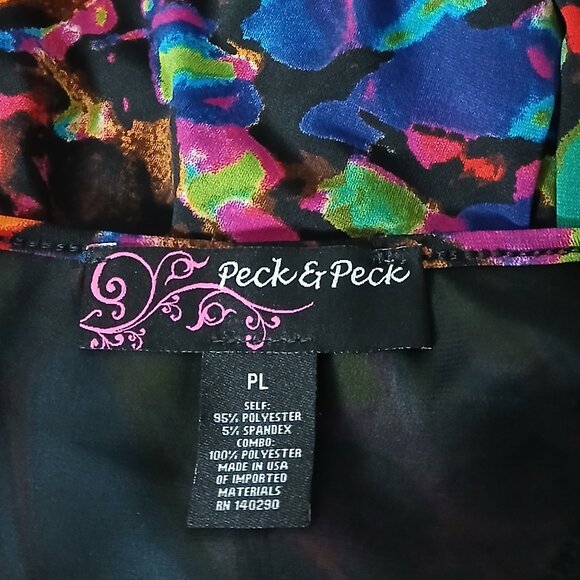 Peck & Peck
PL
SELF:
95% POLYESTER
5% SPANDEX
COMBO:
100% POLYESTER
MADE IN USA
OF IMPORTED
MATERIALS
RN 140290